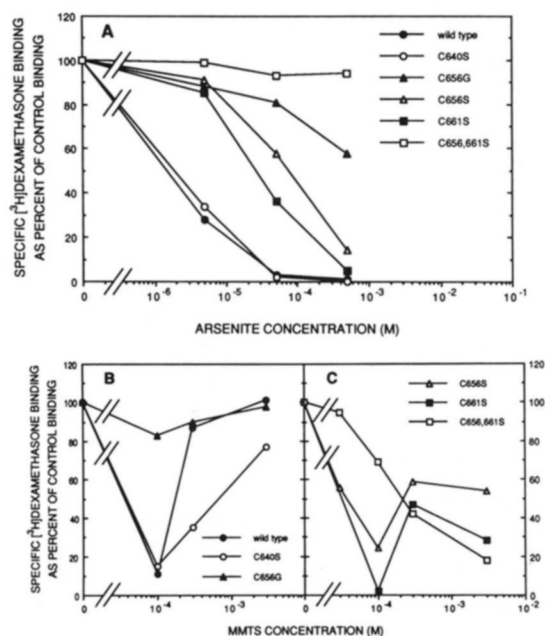 A
SPECIFIC [³H]DEXAMETHASONE BINDING
AS PERCENT OF CONTROL BINDING
120
100
80
60
40
20
0
wild type
C640S
C656G
C656S
C661S
C656,661S
0 10⁻⁶ 10⁻⁵ 10⁻⁴ 10⁻³ 10⁻² 10⁻¹
ARSENITE CONCENTRATION (M)
B
SPECIFIC [³H]DEXAMETHASONE BINDING
AS PERCENT OF CONTROL BINDING
120
100
80
60
40
20
0
wild type
C640S
C656G
0 10⁻⁴ 10⁻³ 10⁻²
C
C656S
C661S
C656,661S
120
100
80
60
40
20
0
0 10⁻⁴ 10⁻³ 10⁻²
MMTS CONCENTRATION (M)